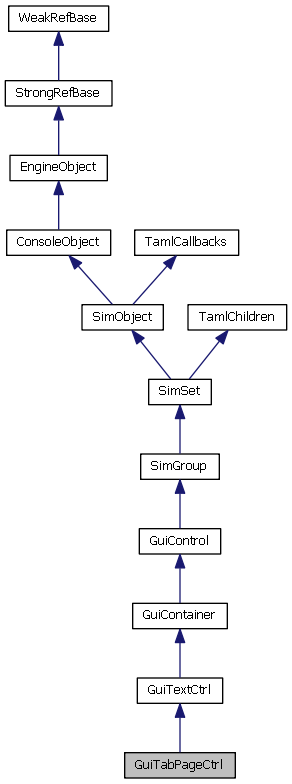 WeakRefBase
StrongRefBase
EngineObject
ConsoleObject
TamlCallbacks
SimObject
TamlChildren
SimSet
SimGroup
GuiControl
GuiContainer
GuiTextCtrl
GuiTabPageCtrl